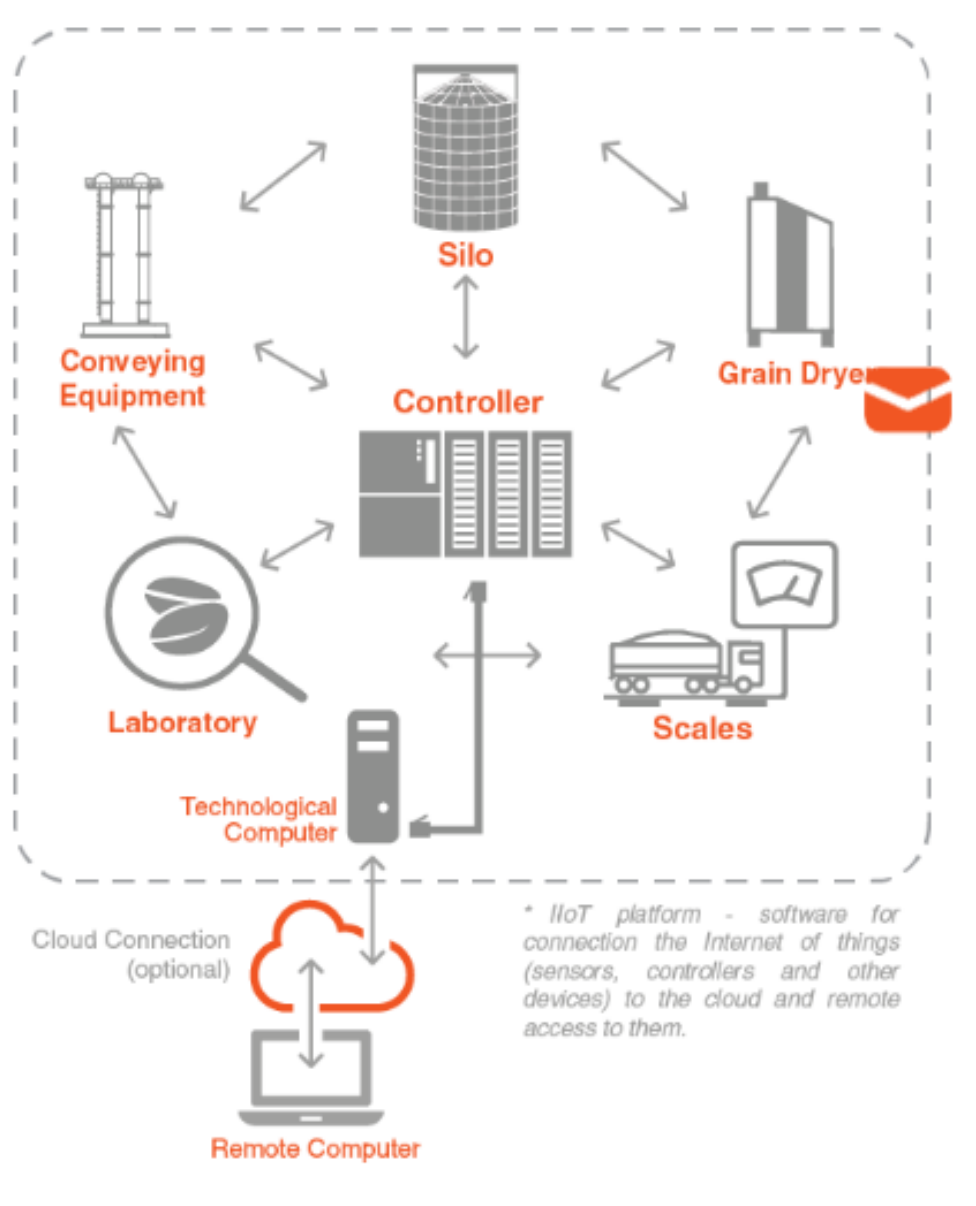 Silo
Conveying
Equipment
Grain Dryer
Controller
Laboratory
Scales
Technological
Computer
Cloud Connection
(optional)
* IIoT platform - software for
connection the Internet of things
(sensors, controllers and other
devices) to the cloud and remote
access to them.
Remote Computer